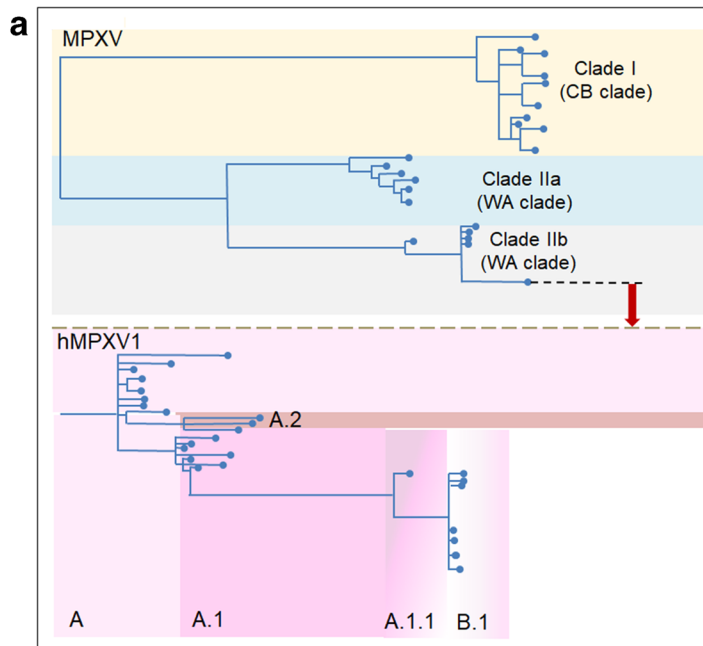 a
MPXV
Clade I
(CB clade)
Clade IIa
(WA clade)
Clade IIb
(WA clade)
hMPXV1
A.2
A
A.1
A.1.1
B.1